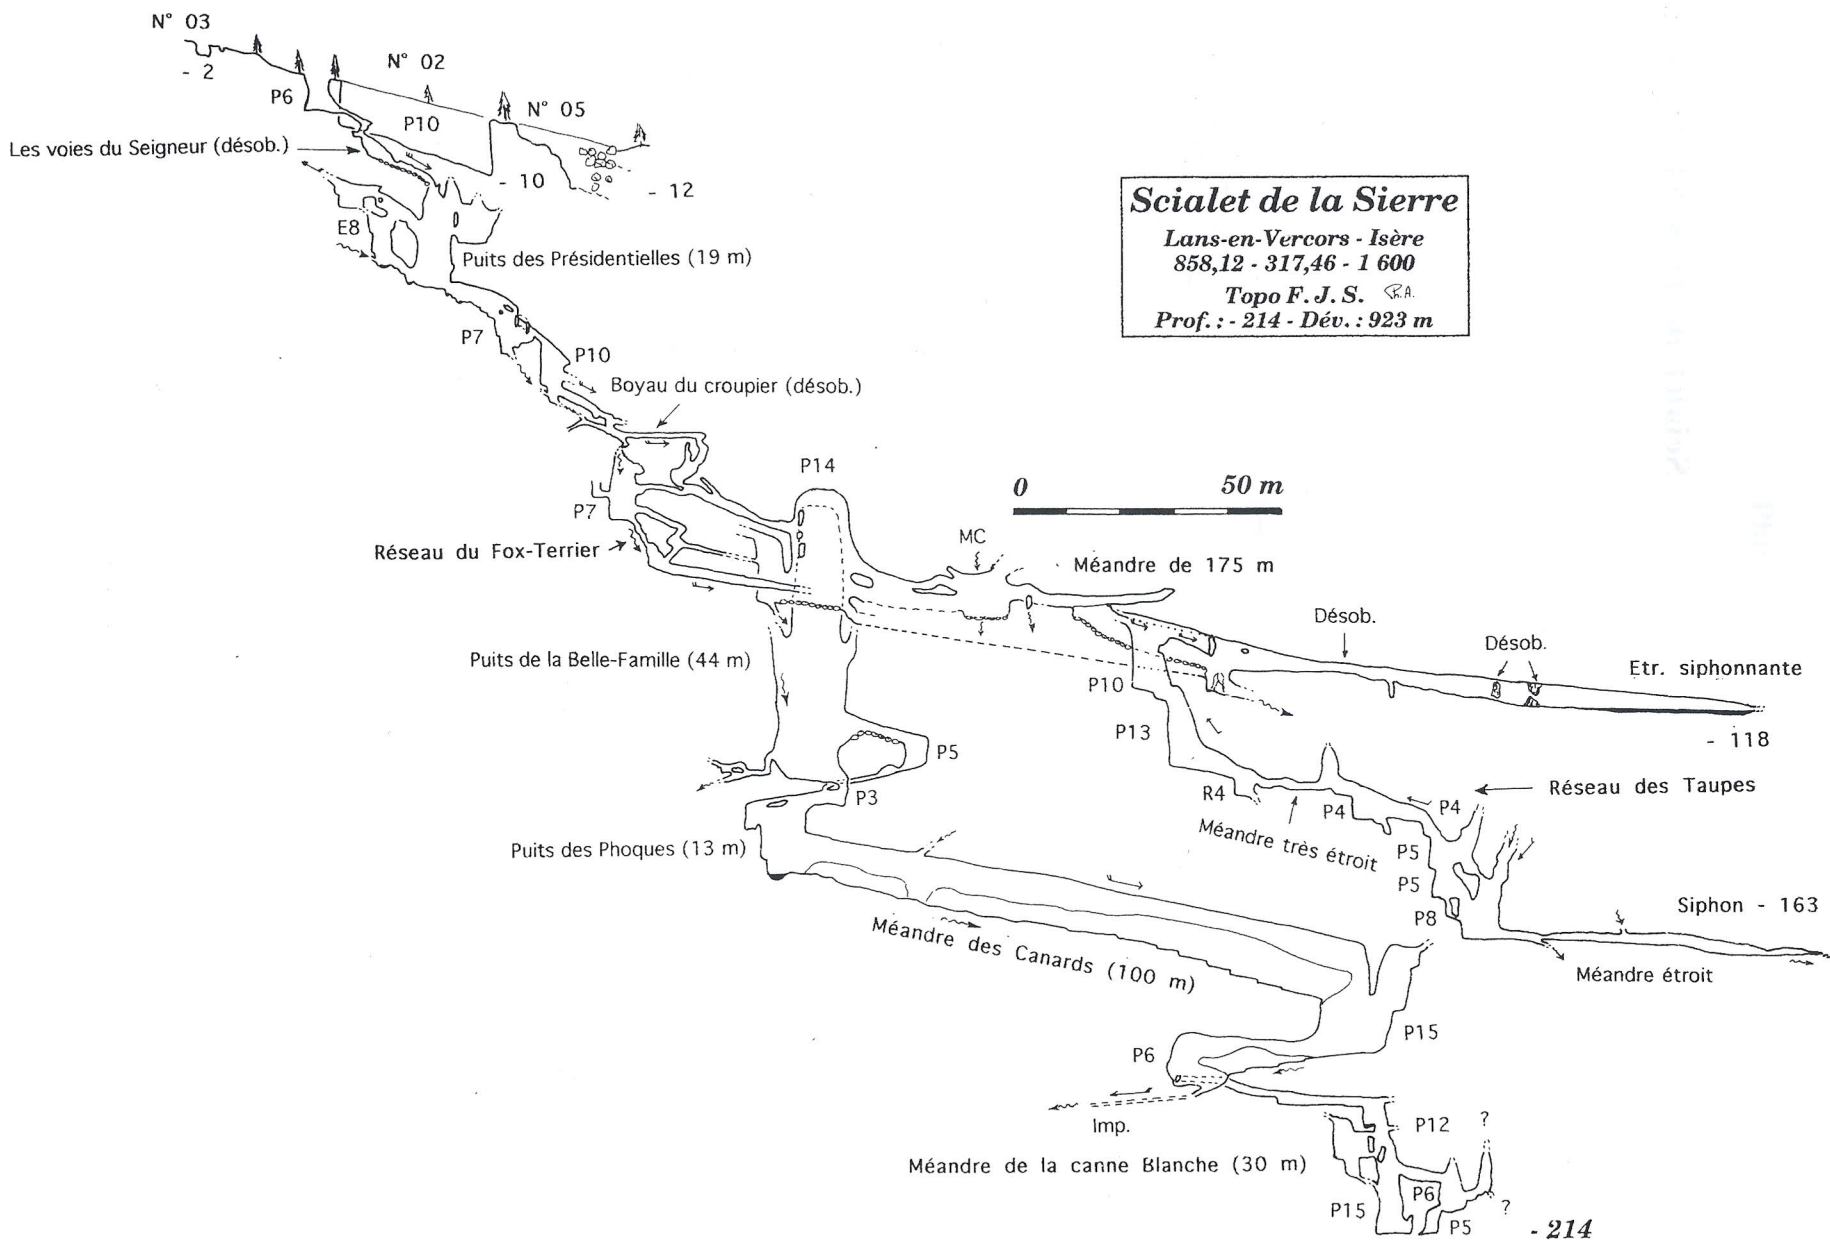 N° 03
- 2
N° 02
N° 05
P6
P10
Les voies du Seigneur (désob.)
- 10
- 12
E8
Puits des Présidentielles (19 m)
Scialet de la Sierre
Lans-en-Vercors - Isère
858,12 - 317,46 - 1 600
Topo F. J. S. Ph.A.
Prof. : - 214 - Dév. : 923 m
P7
P10
Boyau du croupier (désob.)
P14
0 50 m
P7
Réseau du Fox-Terrier
MC
Méandre de 175 m
Désob.
Désob.
Etr. siphonnante
Puits de la Belle-Famille (44 m)
P10
P13
- 118
P5
P3
R4
P4
P4
Réseau des Taupes
Méandre très étroit
Puits des Phoques (13 m)
P5
P5
P8
Siphon - 163
Méandre des Canards (100 m)
Méandre étroit
P15
P6
Imp.
P12
?
Méandre de la canne Blanche (30 m)
P15
P6
P5
?
- 214